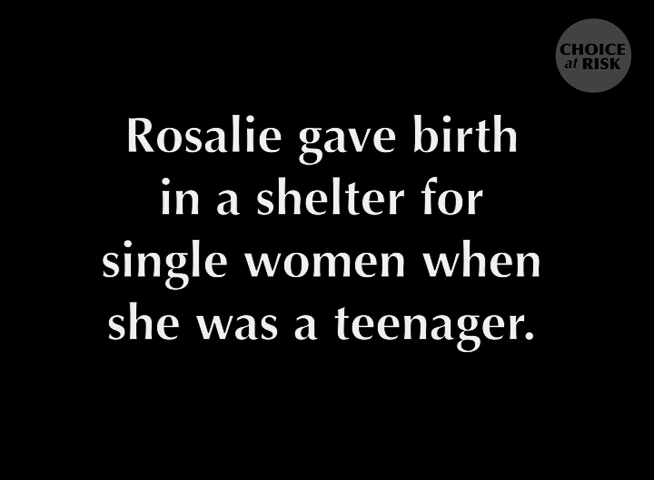 CHOICE
at RISK
Rosalie gave birth
in a shelter for
single women when
she was a teenager.